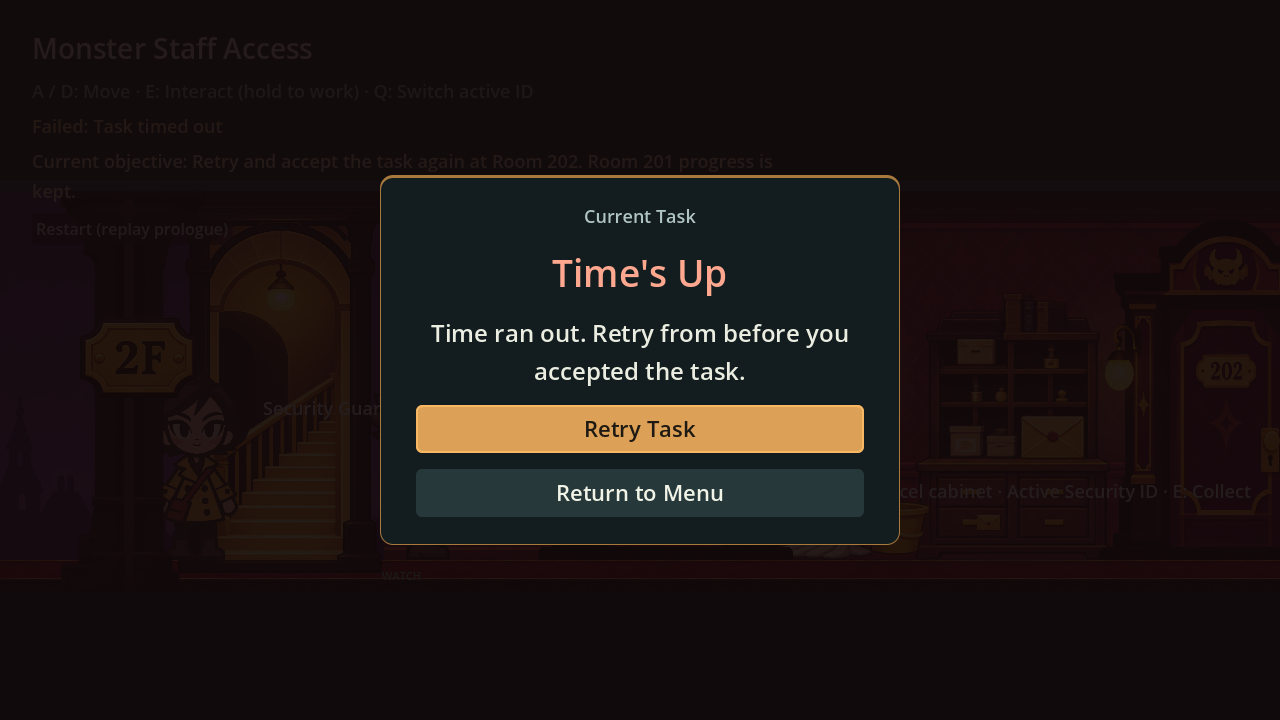 Monster Staff Access
A / D: Move · E: Interact (hold to work) · Q: Switch active ID
Failed: Task timed out
Current objective: Retry and accept the task again at Room 202. Room 201 progress is
kept.
Restart (replay prologue)
Current Task
Time's Up
Time ran out. Retry from before you
accepted the task.
Retry Task
Return to Menu
2F
Security Guar
202
cel cabinet · Active Security ID · E: Collect
WATCH